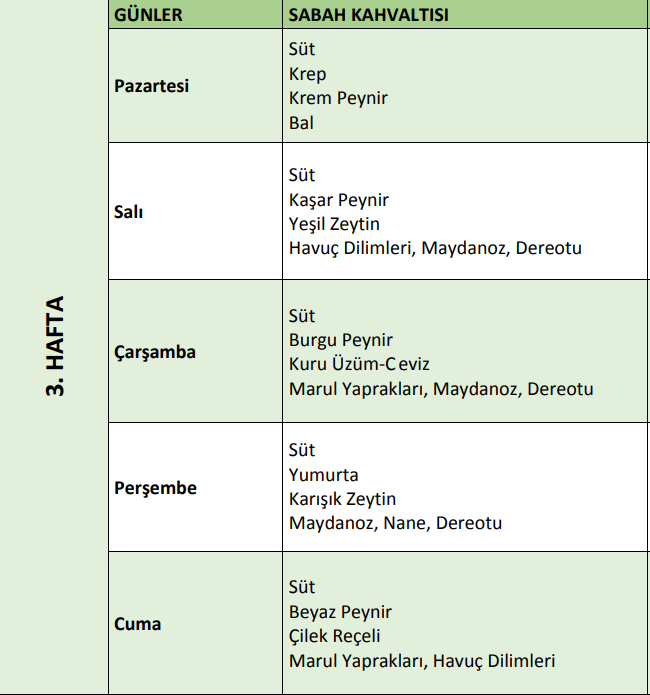 GÜNLER SABAH KAHVALTISI
3. HAFTA
Pazartesi
Süt
Krep
Krem Peynir
Bal
Salı
Süt
Kaşar Peynir
Yeşil Zeytin
Havuç Dilimleri, Maydanoz, Dereotu
Çarşamba
Süt
Burgu Peynir
Kuru Üzüm-Ceviz
Marul Yaprakları, Maydanoz, Dereotu
Perşembe
Süt
Yumurta
Karışık Zeytin
Maydanoz, Nane, Dereotu
Cuma
Süt
Beyaz Peynir
Çilek Reçeli
Marul Yaprakları, Havuç Dilimleri